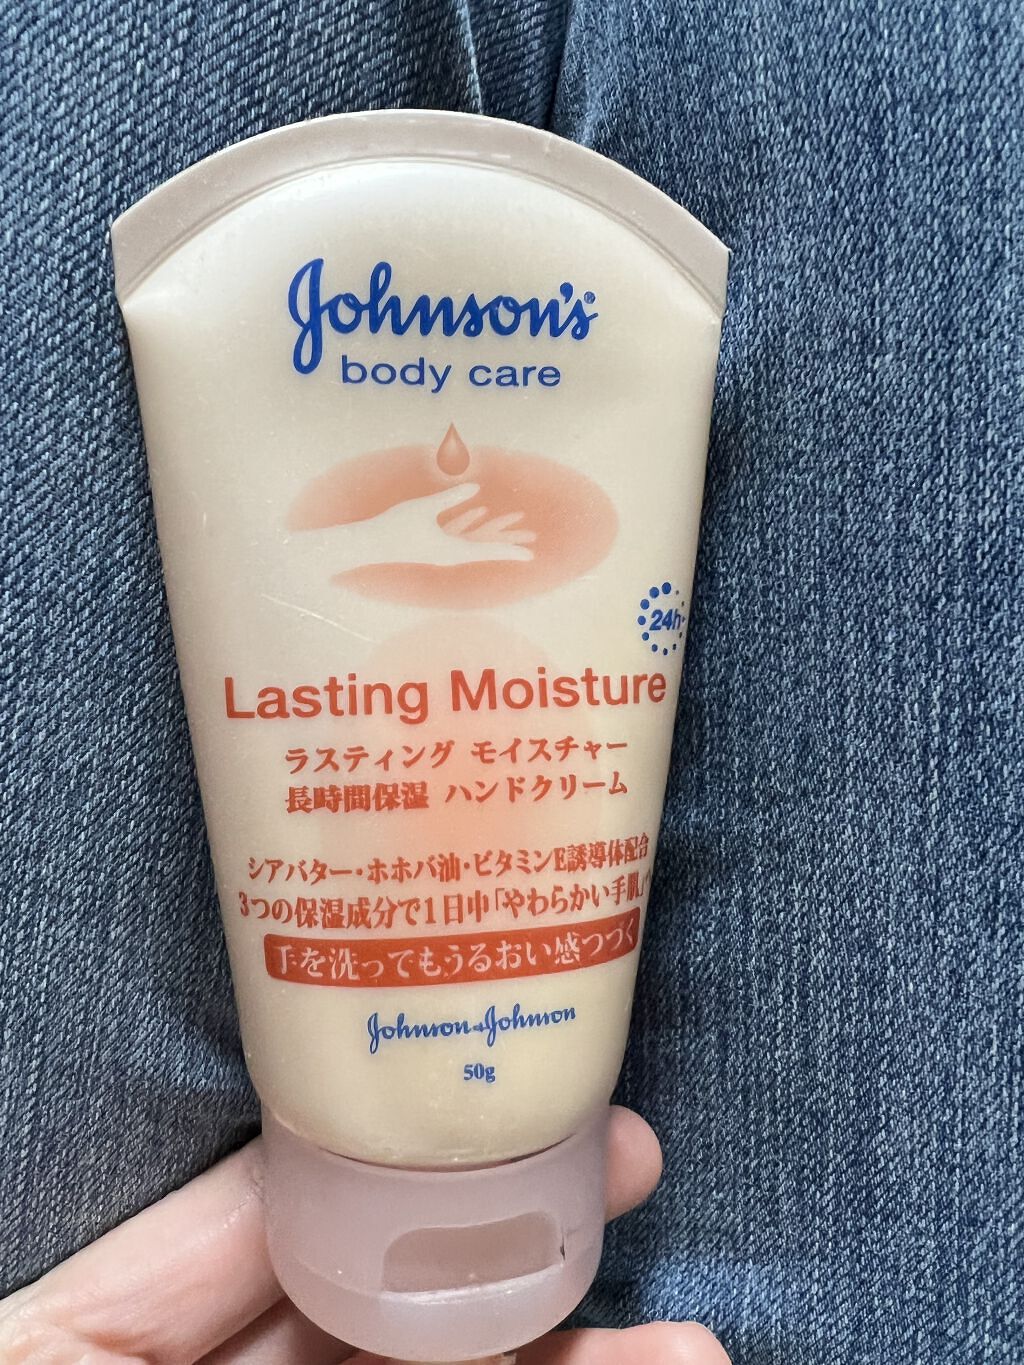 Johnson's®
body care
24h
Lasting Moisture
ラスティング モイスチャー
長時間保湿 ハンドクリーム
シアバター・ホホバ油・ビタミンE誘導体配合
3つの保湿成分で1日中「やわらかい手肌」
手を洗ってもうるおい感つづく
Johnson & Johnson
50g